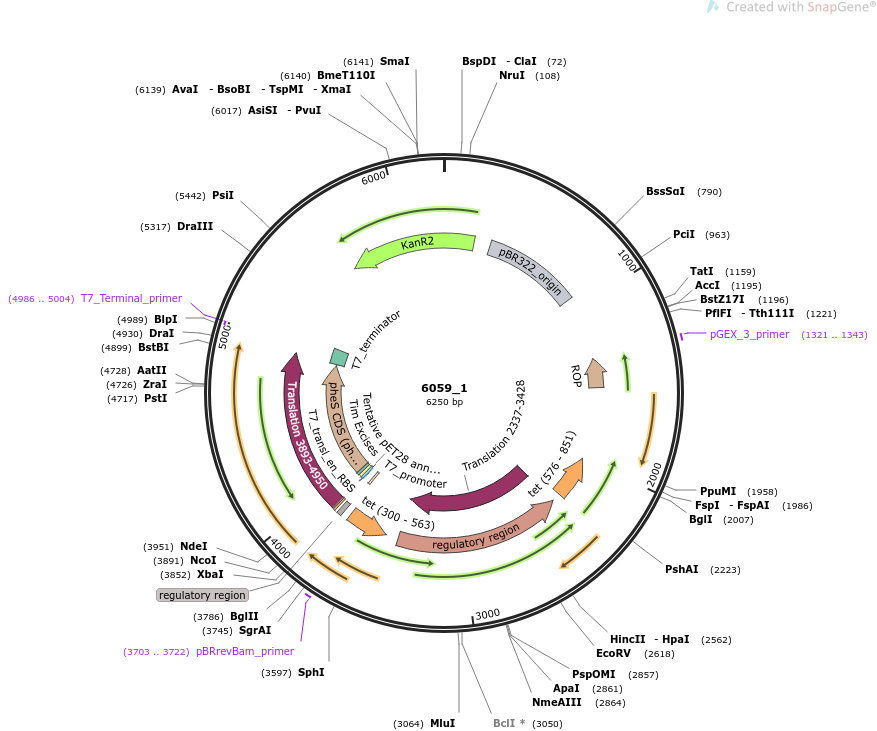 Created with SnapGene®
(6141) SmaI
(6140) BmeT110I
(6139) AvaI - BsoBI - TspMI - XmaI
(6017) AsiSI - PvuI
BspDI - ClaI (72)
NruI (108)
(5442) PsiI
(5317) DraIII
(4986 .. 5004) T7_Terminal_primer
(4989) BlpI
(4930) DraI
(4899) BstBI
(4728) AatII
(4726) ZraI
(4717) PstI
BssSαI (790)
PciI (963)
TatI (1159)
AccI (1195)
BstZ17I (1196)
PflFI - Tth111I (1221)
pGEX_3_primer (1321 .. 1343)
6000
1000
5000
2000
4000
3000
KanR2
pBR322_origin
ROP
T7_terminator
pheS CDS (ph...
Translation 3893-4950
6059_1
6250 bp
Tentative pET28 ann...
Tim Excises
T7_transl_en_RBS
T7_promoter
Translation 2337-3428
tet (576 - 851)
tet (300 - 563)
regulatory region
(3951) NdeI
(3891) NcoI
(3852) XbaI
regulatory region
(3786) BglII
(3745) SgrAI
(3703 .. 3722) pBRrevBam_primer
(3597) SphI
PpuMI (1958)
FspI - FspAI (1986)
BglI (2007)
PshAI (2223)
HincII - HpaI (2562)
EcoRV (2618)
PspOMI (2857)
ApaI (2861)
NmeAIII (2864)
(3064) MluI
BclI * (3050)